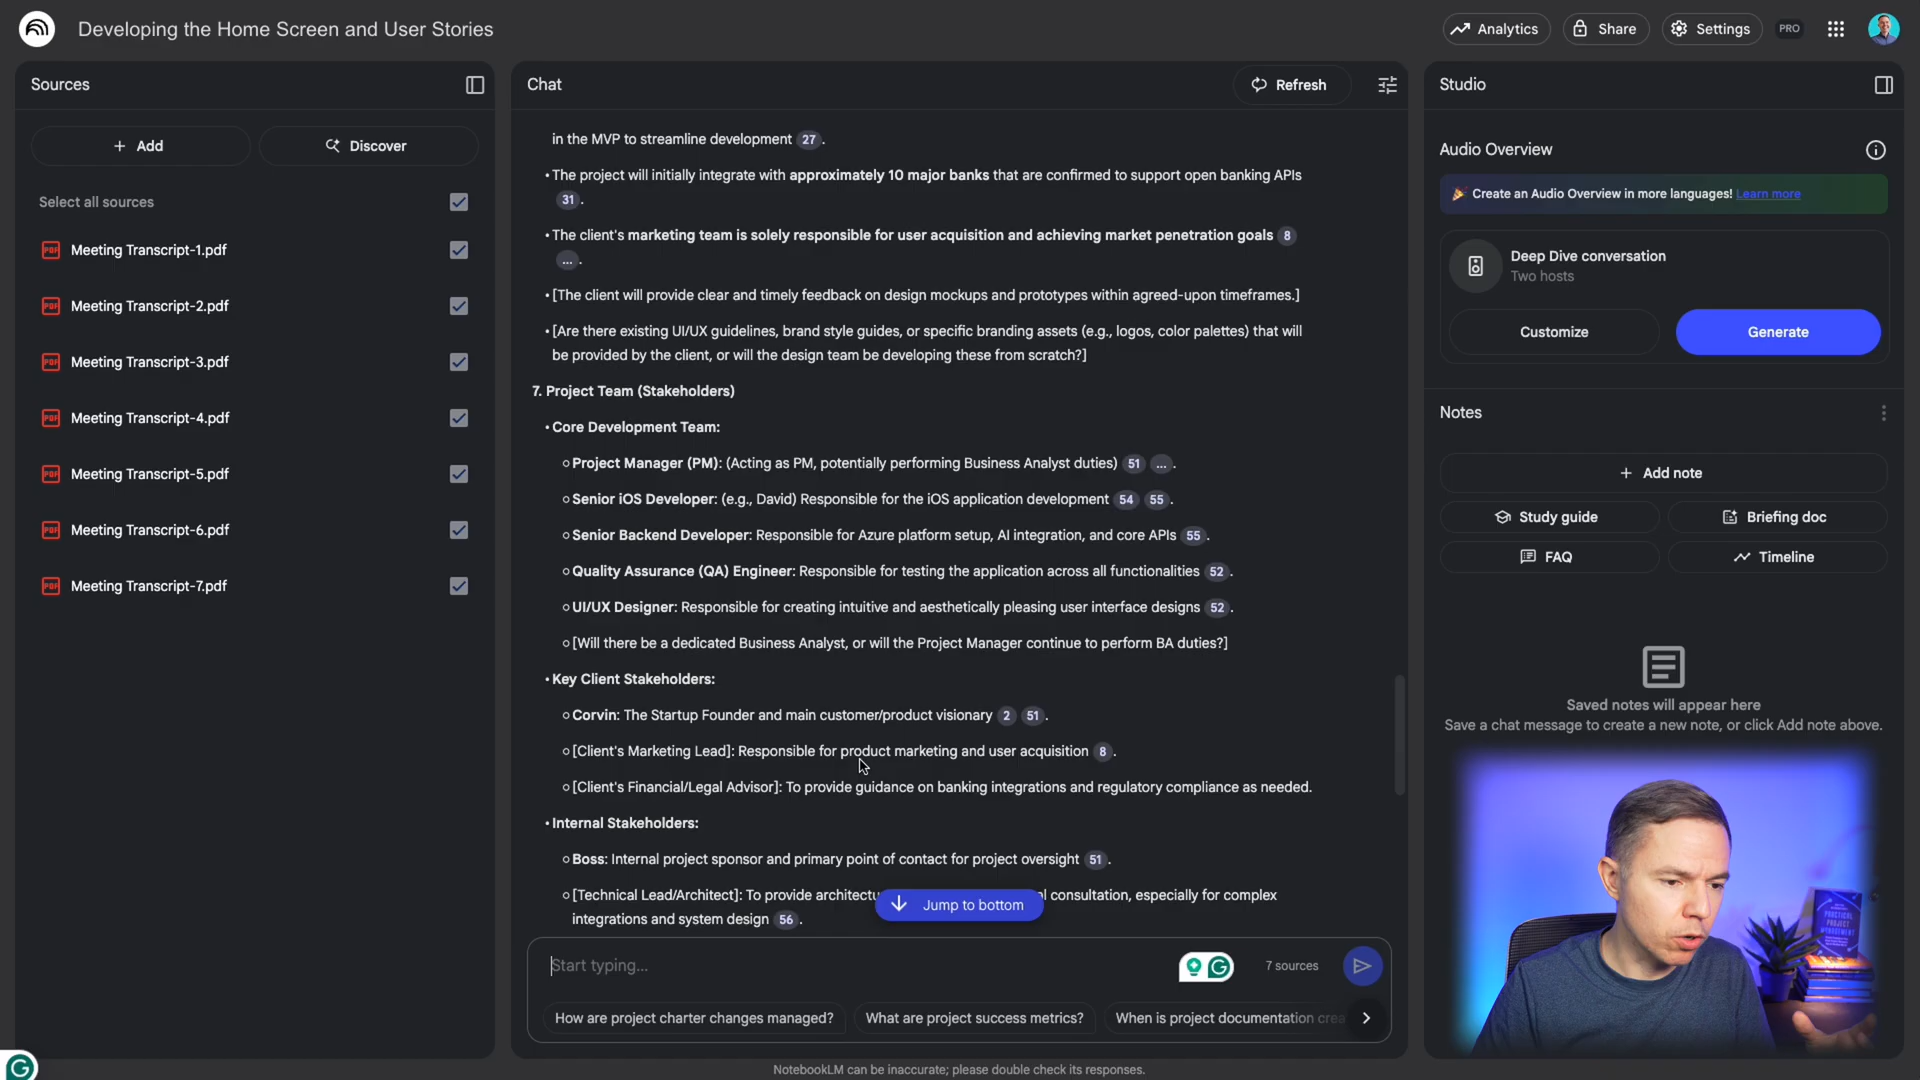 Developing the Home Screen and User Stories
Analytics
Share
Settings
PRO
Sources
+ Add
Discover
Select all sources
PDF Meeting Transcript-1.pdf
PDF Meeting Transcript-2.pdf
PDF Meeting Transcript-3.pdf
PDF Meeting Transcript-4.pdf
PDF Meeting Transcript-5.pdf
PDF Meeting Transcript-6.pdf
PDF Meeting Transcript-7.pdf
Chat
Refresh
in the MVP to streamline development 27 .
• The project will initially integrate with approximately 10 major banks that are confirmed to support open banking APIs
31 .
• The client's marketing team is solely responsible for user acquisition and achieving market penetration goals 8
... .
• [The client will provide clear and timely feedback on design mockups and prototypes within agreed-upon timeframes.]
• [Are there existing UI/UX guidelines, brand style guides, or specific branding assets (e.g., logos, color palettes) that will
be provided by the client, or will the design team be developing these from scratch?]
7. Project Team (Stakeholders)
• Core Development Team:
○ Project Manager (PM): (Acting as PM, potentially performing Business Analyst duties) 51 ... .
○ Senior iOS Developer: (e.g., David) Responsible for the iOS application development 54 55 .
○ Senior Backend Developer: Responsible for Azure platform setup, AI integration, and core APIs 55 .
○ Quality Assurance (QA) Engineer: Responsible for testing the application across all functionalities 52 .
○ UI/UX Designer: Responsible for creating intuitive and aesthetically pleasing user interface designs 52 .
○ [Will there be a dedicated Business Analyst, or will the Project Manager continue to perform BA duties?]
• Key Client Stakeholders:
○ Corvin: The Startup Founder and main customer/product visionary 2 51 .
○ [Client's Marketing Lead]: Responsible for product marketing and user acquisition 8 .
○ [Client's Financial/Legal Advisor]: To provide guidance on banking integrations and regulatory compliance as needed.
• Internal Stakeholders:
○ Boss: Internal project sponsor and primary point of contact for project oversight 51 .
○ [Technical Lead/Architect]: To provide consultation, especially for complex
integrations and system design 56 .
Jump to bottom
Start typing...
7 sources
How are project charter changes managed?
What are project success metrics?
When is project documentation
NotebookLM can be inaccurate; please double check its responses.
Studio
Audio Overview
Create an Audio Overview in more languages! Learn more
Deep Dive conversation
Two hosts
Customize
Generate
Notes
+ Add note
Study guide
Briefing doc
FAQ
Timeline
Saved notes will appear here
Save a chat message to create a new note, or click Add note above.
PRACTICAL
PROJECT
MANAGEMENT